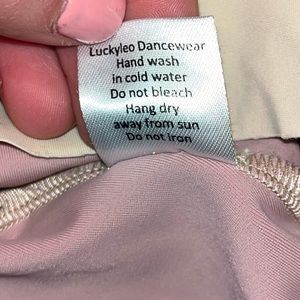 Luckyleo Dancewear
Hand wash
in cold water
Do not bleach
Hang dry
away from sun
Do not iron